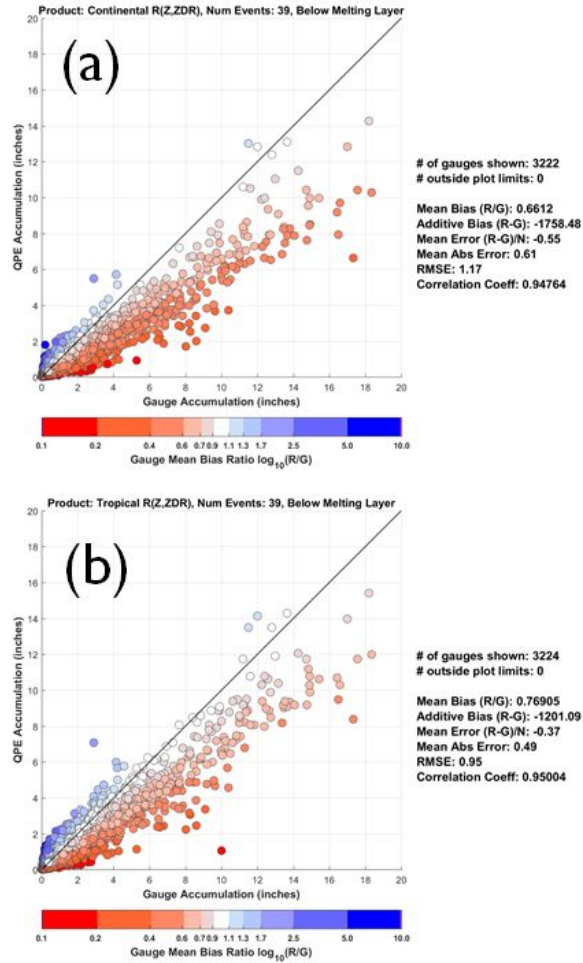 Product: Continental R(Z,ZDR), Num Events: 39, Below Melting Layer
(a)
20
18
16
14
12
10
8
6
4
2
0
QPE Accumulation (inches)
0 2 4 6 8 10 12 14 16 18 20
Gauge Accumulation (inches)
0.1 0.2 0.4 0.6 0.7 0.9 1.1 1.3 1.7 2.5 5.0 10.0
Gauge Mean Bias Ratio log10(R/G)
# of gauges shown: 3222
# outside plot limits: 0
Mean Bias (R/G): 0.6612
Additive Bias (R-G): -1758.48
Mean Error (R-G)/N: -0.55
Mean Abs Error: 0.61
RMSE: 1.17
Correlation Coeff: 0.94764
Product: Tropical R(Z,ZDR), Num Events: 39, Below Melting Layer
(b)
20
18
16
14
12
10
8
6
4
2
0
QPE Accumulation (inches)
0 2 4 6 8 10 12 14 16 18 20
Gauge Accumulation (inches)
0.1 0.2 0.4 0.6 0.7 0.9 1.1 1.3 1.7 2.5 5.0 10.0
Gauge Mean Bias Ratio log10(R/G)
# of gauges shown: 3224
# outside plot limits: 0
Mean Bias (R/G): 0.76905
Additive Bias (R-G): -1201.09
Mean Error (R-G)/N: -0.37
Mean Abs Error: 0.49
RMSE: 0.95
Correlation Coeff: 0.95004